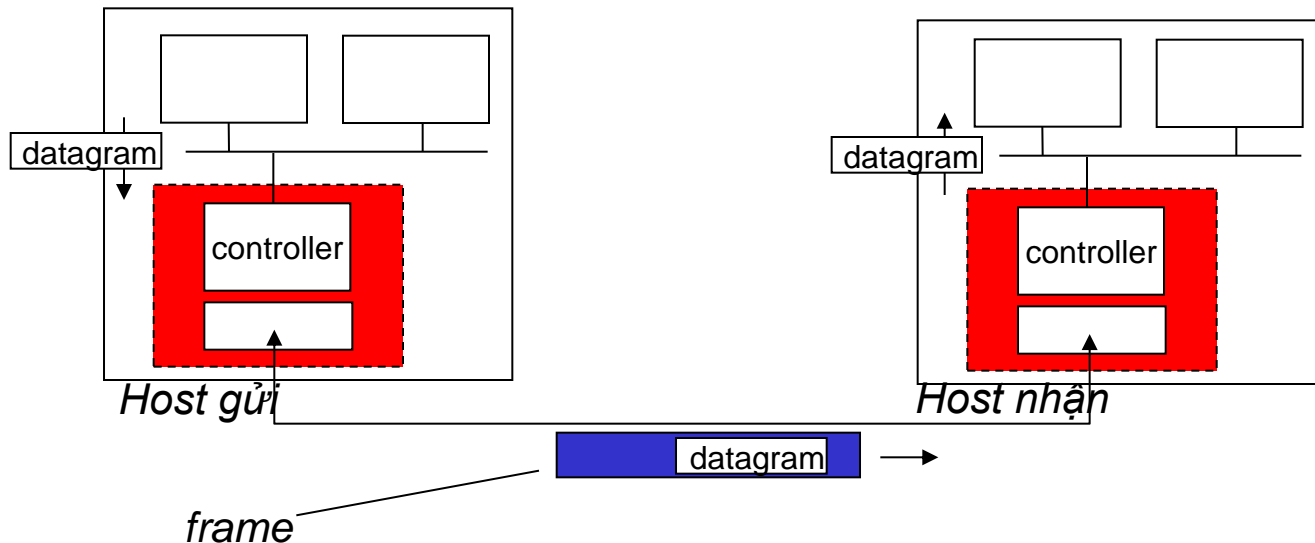 datagram
datagram
controller
controller
Host gửi
Host nhận
datagram
frame